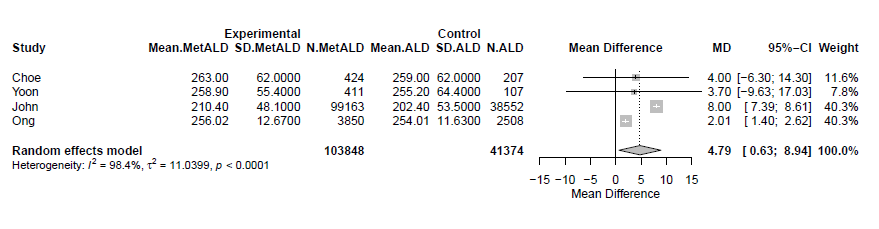 Experimental Control
Study Mean.MetALD SD.MetALD N.MetALD Mean.ALD SD.ALD N.ALD Mean Difference MD 95%−CI Weight
Choe 263.00 62.0000 424 259.00 62.0000 207 4.00 [−6.30; 14.30] 11.6%
Yoon 258.90 55.4000 411 255.20 64.4000 107 3.70 [−9.63; 17.03] 7.8%
John 210.40 48.1000 99163 202.40 53.5000 38552 8.00 [7.39; 8.61] 40.3%
Ong 256.02 12.6700 3850 254.01 11.6300 2508 2.01 [1.40; 2.62] 40.3%
Random effects model 103848 41374 4.79 [0.63; 8.94] 100.0%
Heterogeneity: I² = 98.4%, τ² = 11.0399, p < 0.0001
−15 −10 −5 0 5 10 15
Mean Difference